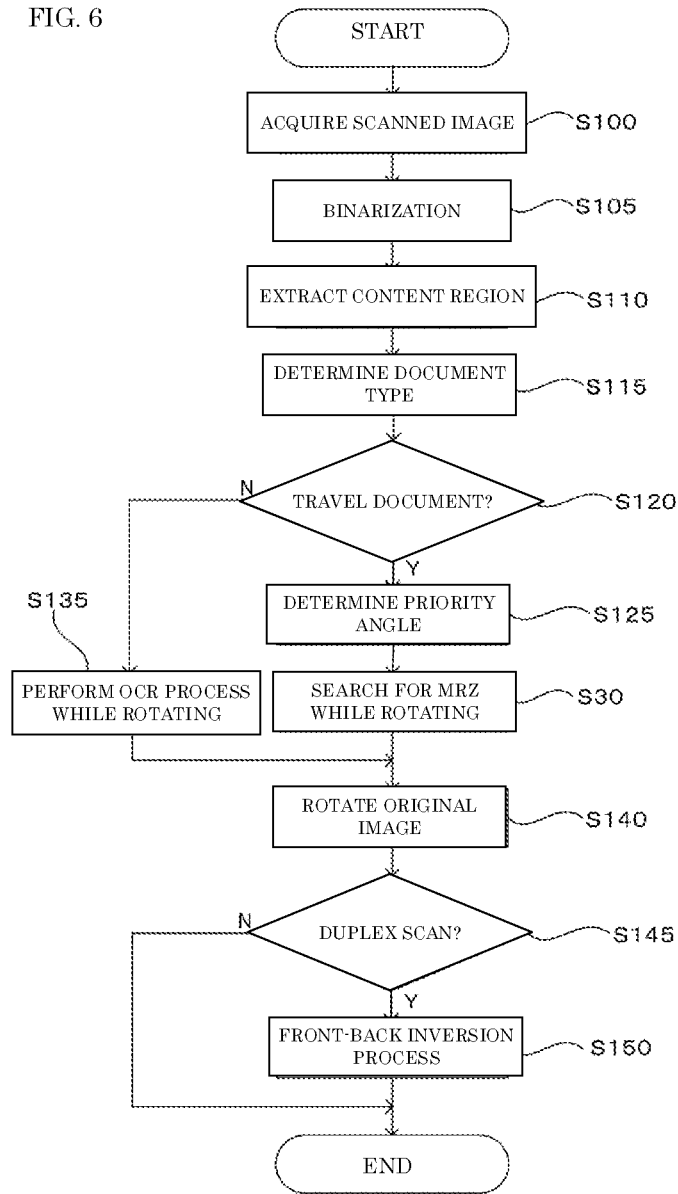 FIG. 6
START
ACQUIRE SCANNED IMAGE
S100
BINARIZATION
S105
EXTRACT CONTENT REGION
S110
DETERMINE DOCUMENT
TYPE
S115
N
TRAVEL DOCUMENT?
S120
Y
S135
DETERMINE PRIORITY
ANGLE
S125
PERFORM OCR PROCESS
WHILE ROTATING
SEARCH FOR MRZ
WHILE ROTATING
S30
ROTATE ORIGINAL
IMAGE
S140
N
DUPLEX SCAN?
S145
Y
FRONT-BACK INVERSION
PROCESS
S150
END